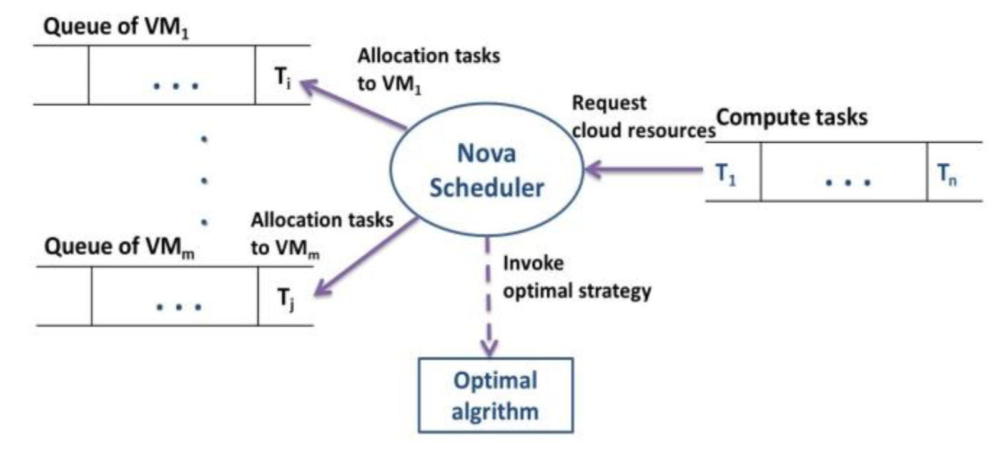 Queue of VM1
. . .
Ti
Allocation tasks
to VM1
Request
cloud resources
Compute tasks
T1
. . .
Tn
Nova
Scheduler
Queue of VMm
. . .
Tj
Allocation tasks
to VMm
Invoke
optimal strategy
Optimal
algrithm